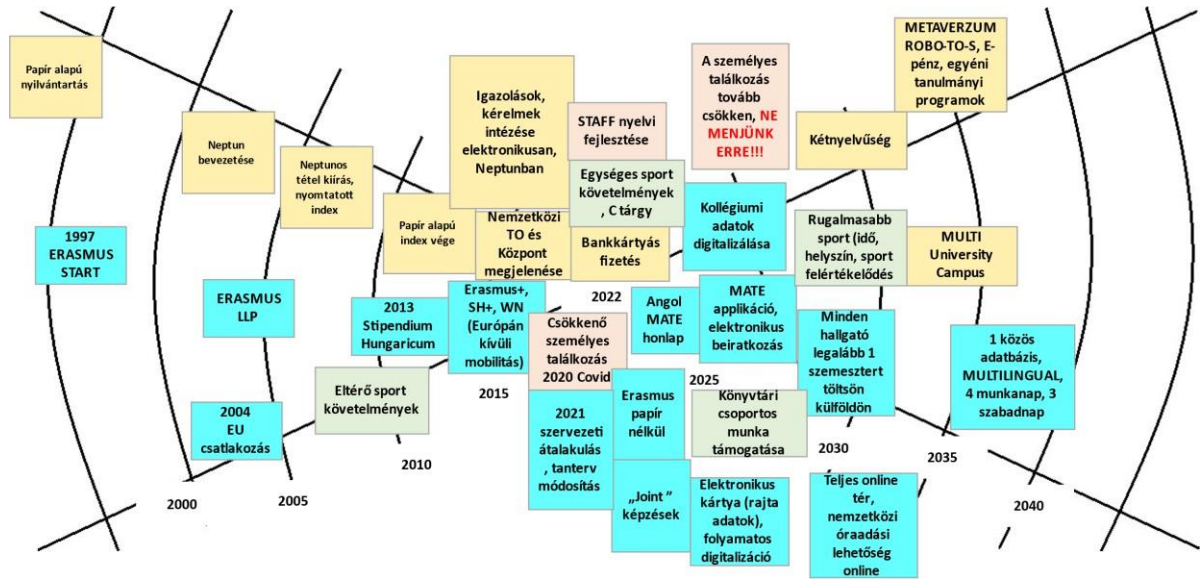 Papír alapú
nyilvántartás
1997
ERASMUS
START
Neptun
bevezetése
ERASMUS
LLP
2004
EU
csatlakozás
2000
Neptunos
tétel kiírás,
nyomtatott
index
2005
Papír alapú
index vége
2013
Stipendium
Hungaricum
Eltérő sport
követelmények
2010
Igazolások,
kérelmek
intézése
elektronikusan,
Neptunban
Nemzetközi
TO és
Központ
megjelenése
Erasmus+,
SH+, WN
(Európán
kívüli
mobilitás)
2015
STAFF nyelvi
fejlesztése
Egységes sport
követelmények
, C tárgy
Bankkártyás
fizetés
2022
Csökkenő
személyes
találkozás
2020 Covid
2021
szervezeti
átalakulás
, tanterv
módosítás
A személyes
találkozás
tovább
csökken, NE
MENJÜNK
ERRE!!!
Kollégiumi
adatok
digitalizálása
Angol
MATE
honlap
MATE
applikáció,
elektronikus
beiratkozás
2025
Erasmus
papír
nélkül
„Joint”
képzések
Könyvtári
csoportos
munka
támogatása
Elektronikus
kártya (rajta
adatok),
folyamatos
digitalizáció
METAVERZUM
ROBO-TO-S, E-
pénz, egyéni
tanulmányi
programok
Kétnyelvűség
Rugalmasabb
sport (idő,
helyszín, sport
felértékelődés
MULTI
University
Campus
Minden
hallgató
legalább 1
szemesztert
töltsön
külföldön
2030
1 közös
adatbázis,
MULTILINGUAL,
4 munkanap, 3
szabadnap
2035
Teljes online
tér,
nemzetközi
óraadási
lehetőség
online
2040